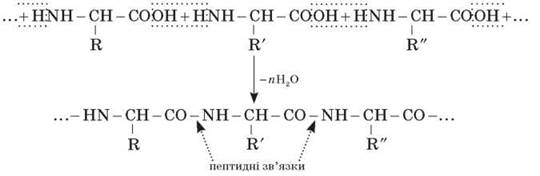 ...+ HNH – CH – COOH + HNH – CH – COOH + HNH – CH – COOH +...
R R′ R″
–nH₂O
...– HN – CH – CO – NH – CH – CO – NH – CH – CO –...
R R′ R″
пептидні зв’язки